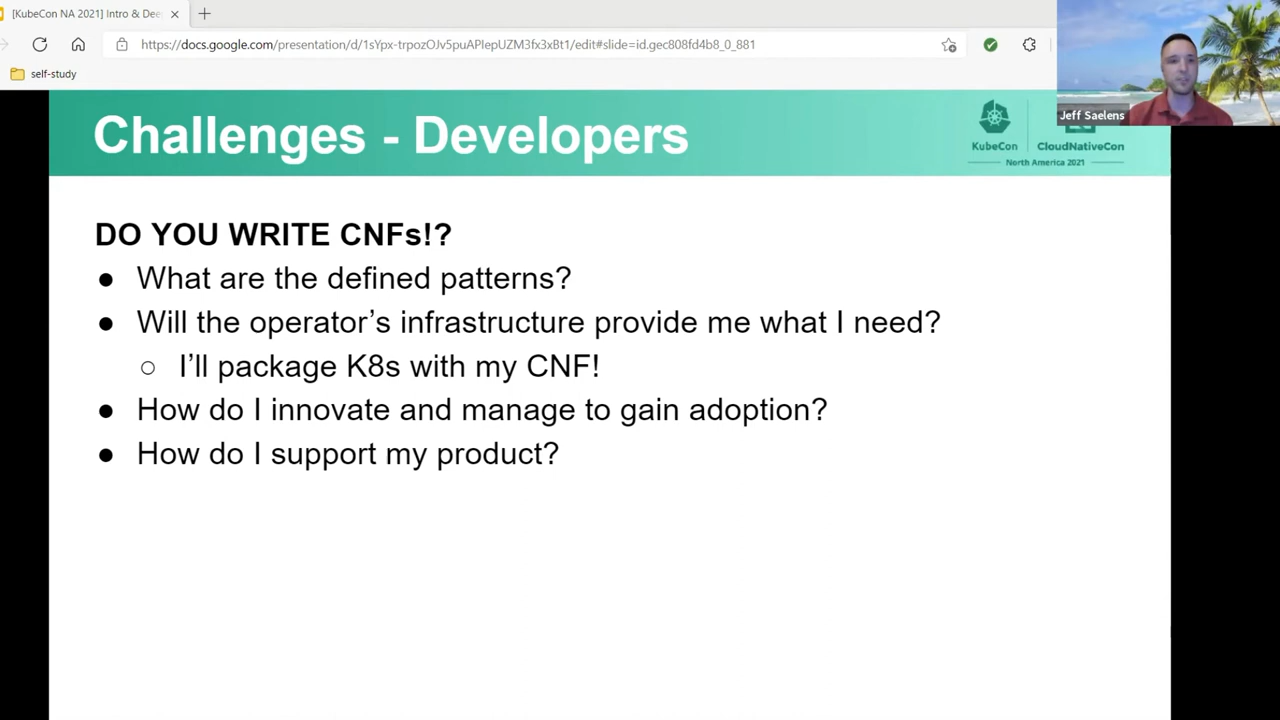 [KubeCon NA 2021] Intro & Dee
https://docs.google.com/presentation/d/1sYpx-trpozOJv5puAPIepUZM3fx3xBt1/edit#slide=id.gec808fd4b8_0_881
self-study
Jeff Saelens
Challenges - Developers
KubeCon
CloudNativeCon
North America 2021
DO YOU WRITE CNFs!?
● What are the defined patterns?
● Will the operator’s infrastructure provide me what I need?
○ I’ll package K8s with my CNF!
● How do I innovate and manage to gain adoption?
● How do I support my product?